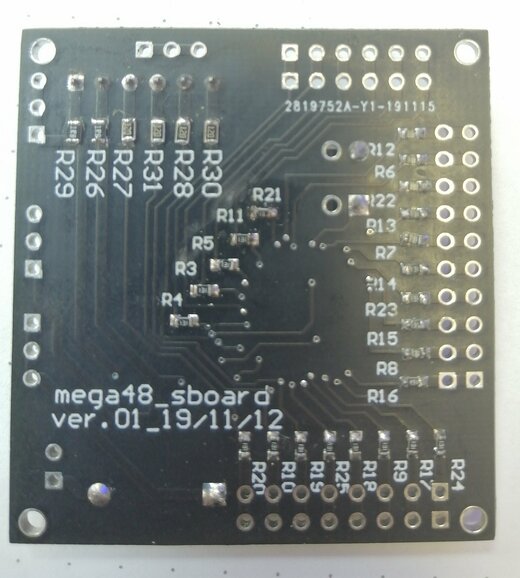 2819752A-Y1-191115
R29
R26
R27
R31
R28
R30
R12
R6
R22
R13
R7
R14
R23
R15
R8
R16
R21
R11
R5
R3
R4
mega48_sboard
ver.01_19/11/12
R20
R10
R19
R25
R18
R9
R17
R24